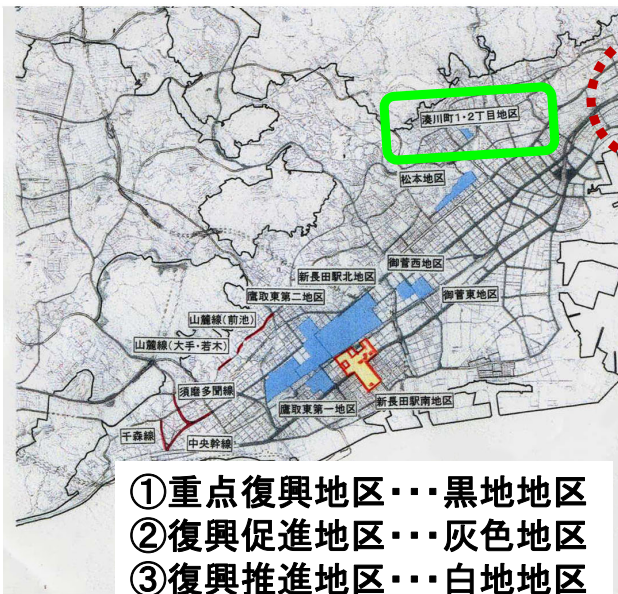 湊川町1・2丁目地区
松本地区
御菅西地区
新長田駅北地区
御菅東地区
鷹取東第二地区
山麓線(前池)
山麓線(大手・若木)
須磨多聞線
鷹取東第一地区
新長田駅南地区
千森線
中央幹線
①重点復興地区・・・黒地地区
②復興促進地区・・・灰色地区
③復興推進地区・・・白地地区